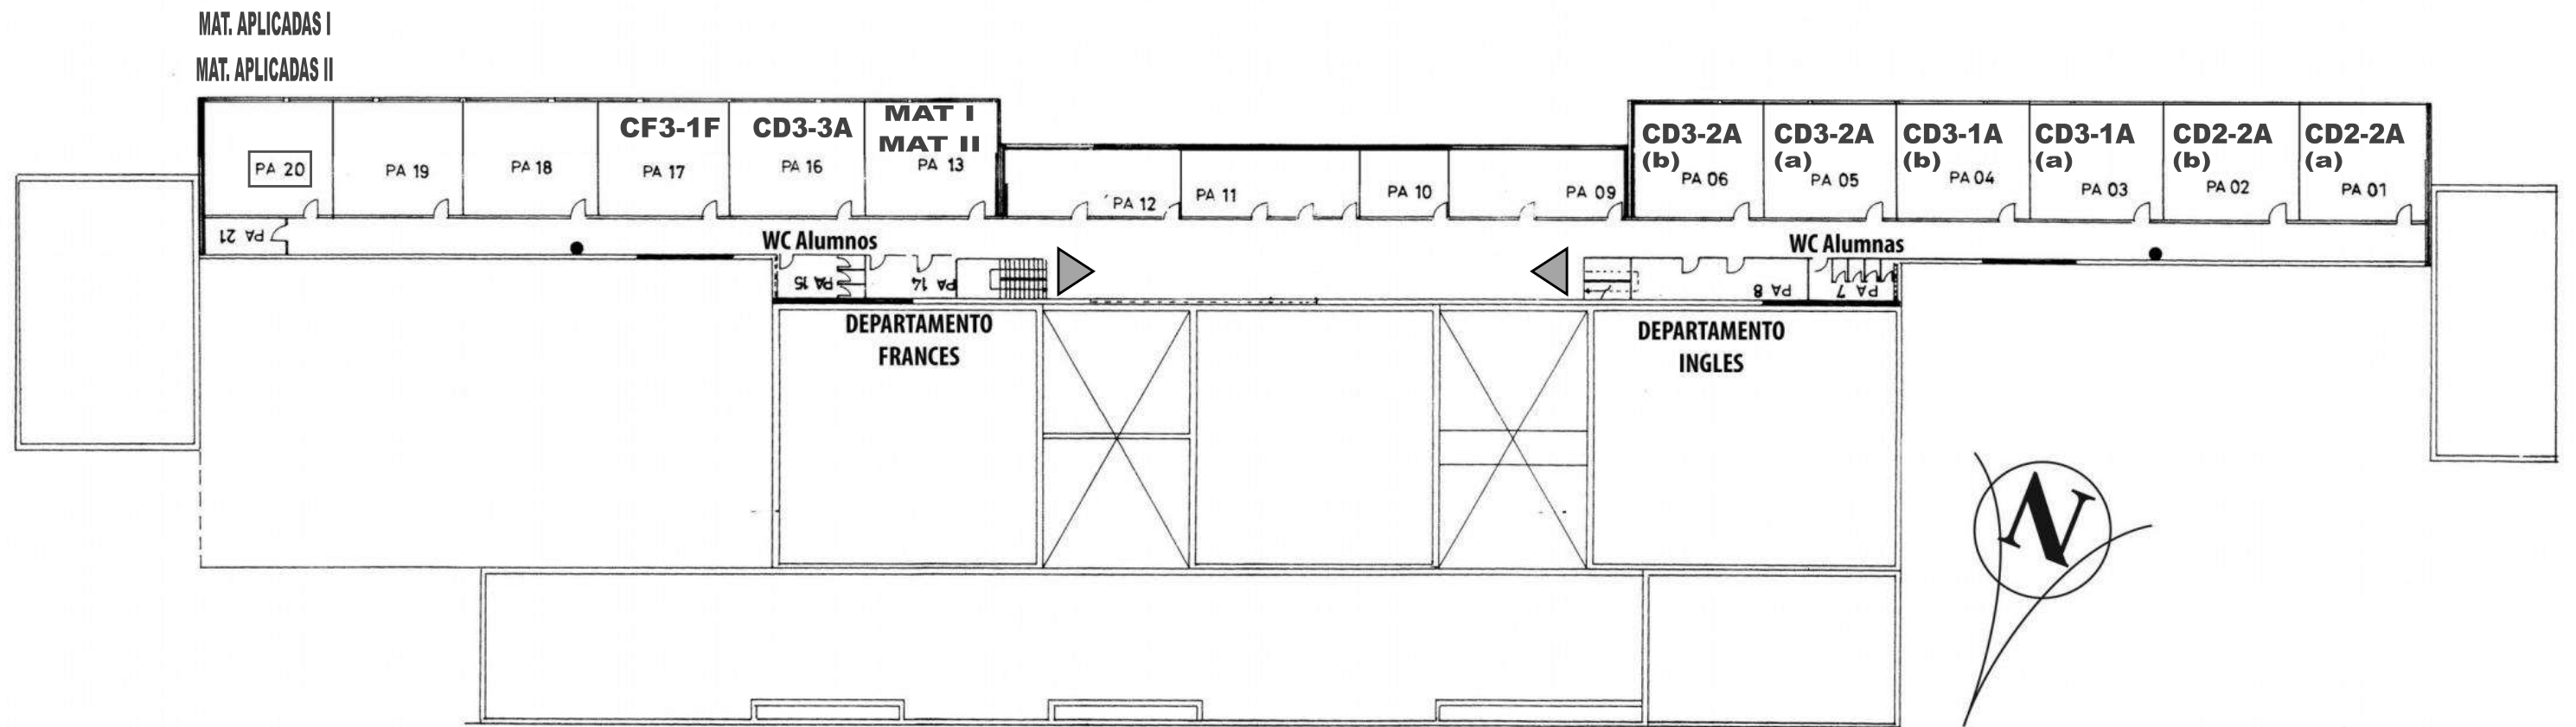 MAT. APLICADAS I
MAT. APLICADAS II
CF3-1F
CD3-3A
MAT I
MAT II
CD3-2A
(b)
CD3-2A
(a)
CD3-1A
(b)
CD3-1A
(a)
CD2-2A
(b)
CD2-2A
(a)
PA 20
PA 19
PA 18
PA 17
PA 16
PA 13
PA 12
PA 11
PA 10
PA 09
PA 06
PA 05
PA 04
PA 03
PA 02
PA 01
PA 21
WC Alumnos
WC Alumnas
PA 15
PA 14
PA 8
PA 7
DEPARTAMENTO
FRANCES
DEPARTAMENTO
INGLES
N